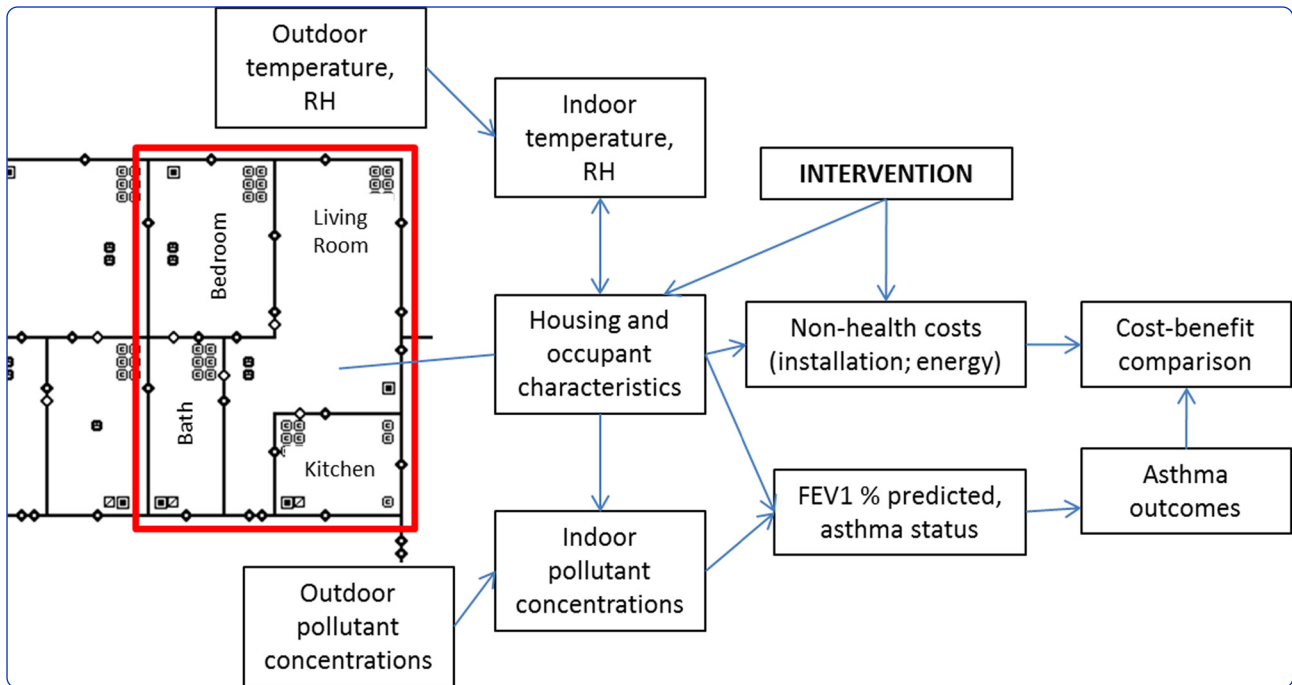 Outdoor
temperature,
RH
Indoor
temperature,
RH
INTERVENTION
Bedroom
Living
Room
Bath
Kitchen
Housing and
occupant
characteristics
Non-health costs
(installation; energy)
Cost-benefit
comparison
FEV1 % predicted,
asthma status
Asthma
outcomes
Indoor
pollutant
concentrations
Outdoor
pollutant
concentrations